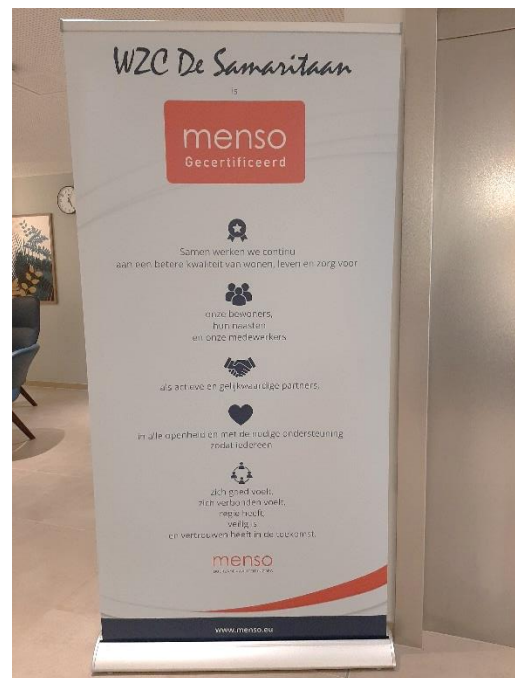 WZC De Samaritaan
is
menso
Gecertificeerd
Samen werken we continu
aan een betere kwaliteit van wonen, leven en zorg voor
onze bewoners,
hun naasten
en onze medewerkers
als actieve en gelijkwaardige partners,
in alle openheid en met de nodige ondersteuning
zodat iedereen
zich goed voelt,
zich verbonden voelt,
regie heeft,
veilig is
en vertrouwen heeft in de toekomst.
menso
www.menso.eu